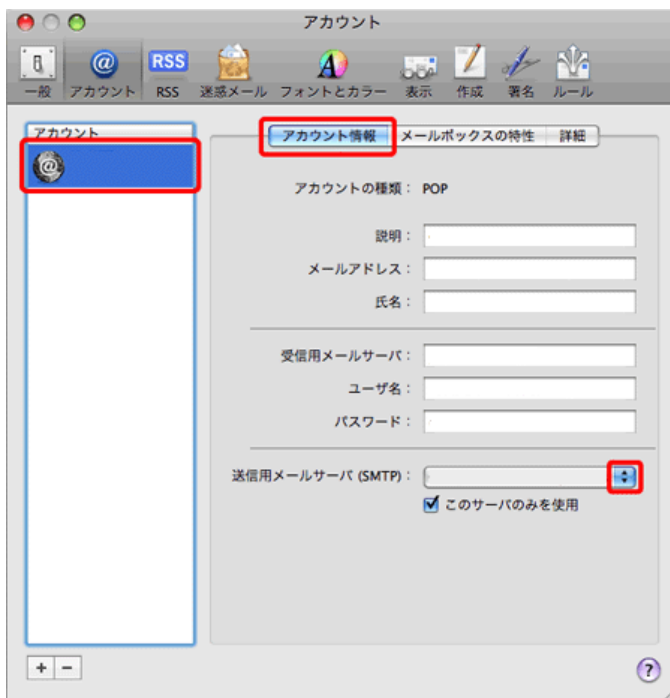 アカウント
一般 アカウント RSS 迷惑メール フォントとカラー 表示 作成 署名 ルール
アカウント
アカウント情報 メールボックスの特性 詳細
アカウントの種類： POP
説明：
メールアドレス：
氏名：
受信用メールサーバ：
ユーザ名：
パスワード：
送信用メールサーバ (SMTP)：
このサーバのみを使用
+ −
?